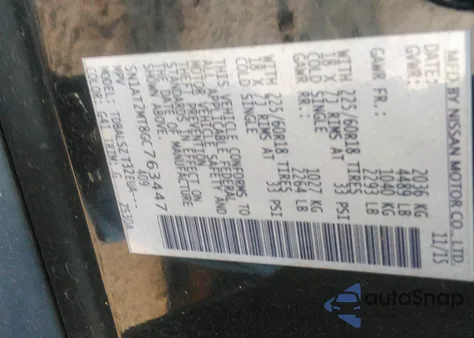 MFD BY NISSAN MOTOR CO., LTD.
DATE: 11/15
GVWR: 2036 KG
4489 LB
GAWR FR: 1040 KG
2293 LB
WITH 225/60R18 TIRES
18 X 7J RIMS AT 33 PSI
COLD SINGLE
GAWR RR: 1027 KG
2264 LB
WITH 225/60R18 TIRES
18 X 7J RIMS AT 33 PSI
COLD SINGLE
THIS VEHICLE CONFORMS TO
ALL APPLICABLE FEDERAL
MOTOR VEHICLE SAFETY AND
THEFT PREVENTION
STANDARDS IN EFFECT ON
THE DATE OF MANUFACTURE
SHOWN ABOVE.
5N1AT2MT8GC763447
MPV 409
MODEL:
COLOR: TRIM: G
autoSnap